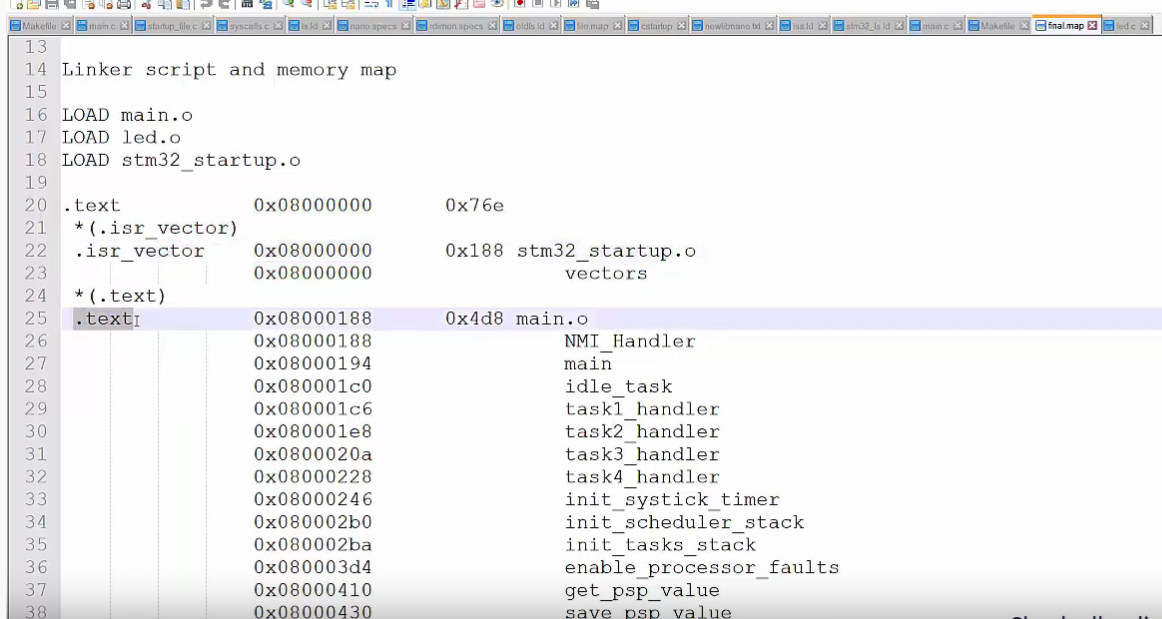 Makefile main.c startup_file.c syscalls.c ls.ld nano.specs rdimon.specs oldls.ld file.map cstartup newlibnano.txt stm32_ls.ld main.c Makefile final.map led.c
13
14 Linker script and memory map
15
16 LOAD main.o
17 LOAD led.o
18 LOAD stm32_startup.o
19
20 .text 0x08000000 0x76e
21 *(.isr_vector)
22 .isr_vector 0x08000000 0x188 stm32_startup.o
23 0x08000000 vectors
24 *(.text)
25 .text 0x08000188 0x4d8 main.o
26 0x08000188 NMI_Handler
27 0x08000194 main
28 0x080001c0 idle_task
29 0x080001c6 task1_handler
30 0x080001e8 task2_handler
31 0x0800020a task3_handler
32 0x08000228 task4_handler
33 0x08000246 init_systick_timer
34 0x080002b0 init_scheduler_stack
35 0x080002ba init_tasks_stack
36 0x080003d4 enable_processor_faults
37 0x08000410 get_psp_value
38 0x08000430 save_psp_value